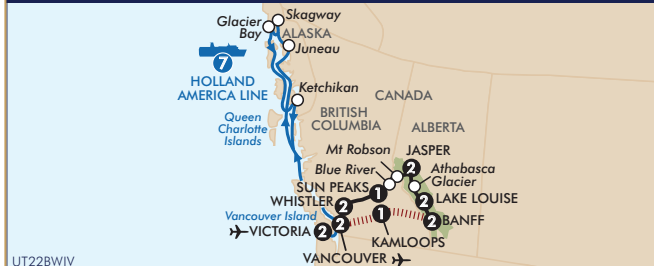 Glacier
Bay
Skagway
ALASKA
Juneau
7
HOLLAND
AMERICA LINE
Ketchikan
CANADA
BRITISH
COLUMBIA
ALBERTA
Queen
Charlotte
Islands
Mt Robson
JASPER
2
Blue River
Athabasca
Glacier
SUN PEAKS
1
2
LAKE LOUISE
WHISTLER
2
Vancouver Island
2
1
2
BANFF
VICTORIA
2
KAMLOOPS
VANCOUVER
UT22BWIV